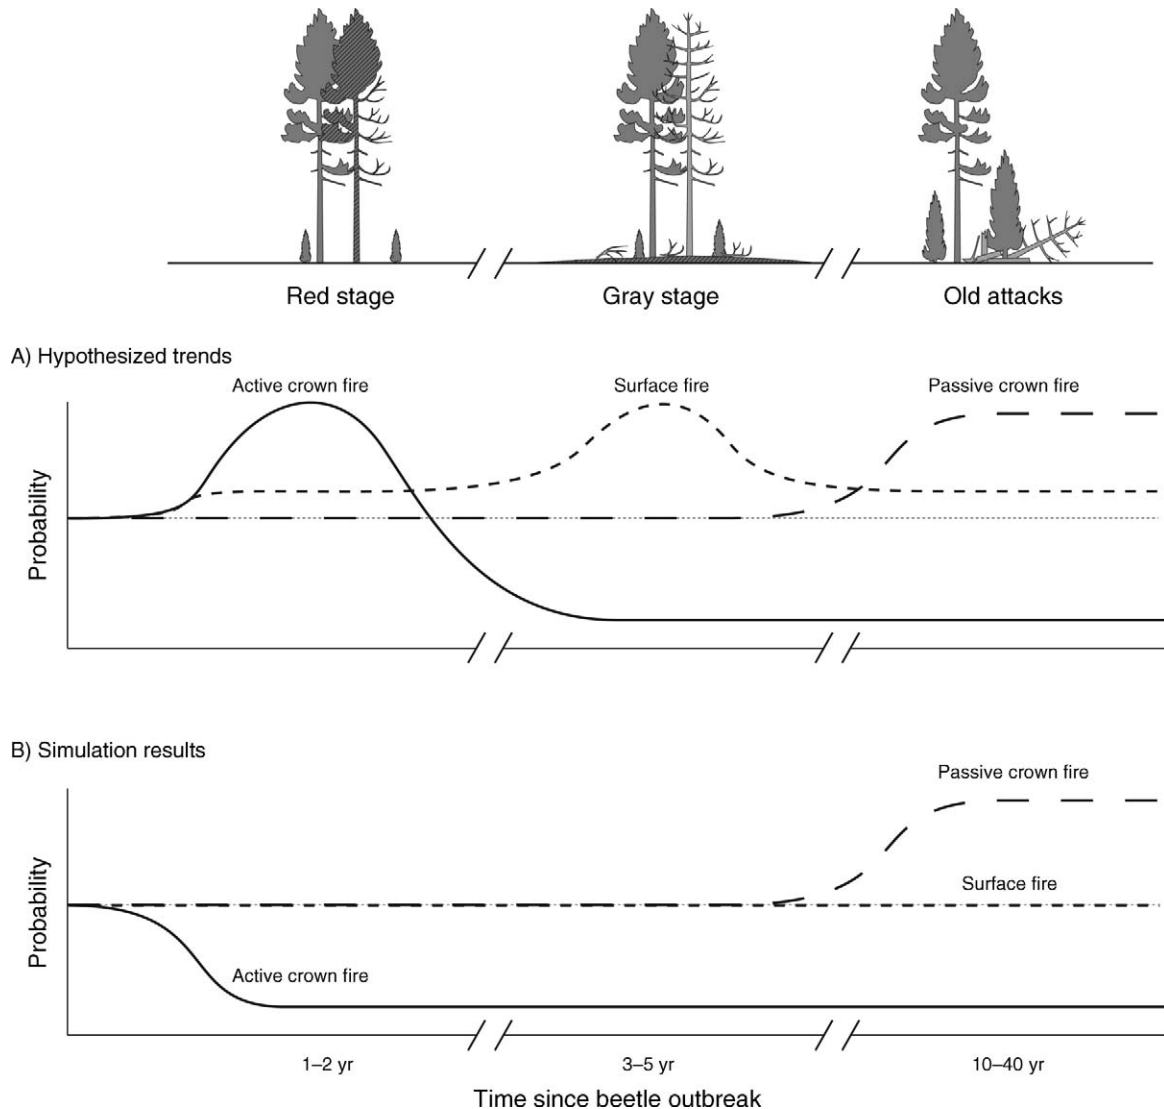 Red stage
Gray stage
Old attacks
A) Hypothesized trends
Active crown fire
Surface fire
Passive crown fire
Probability
B) Simulation results
Passive crown fire
Surface fire
Active crown fire
Probability
1–2 yr
3–5 yr
10–40 yr
Time since beetle outbreak